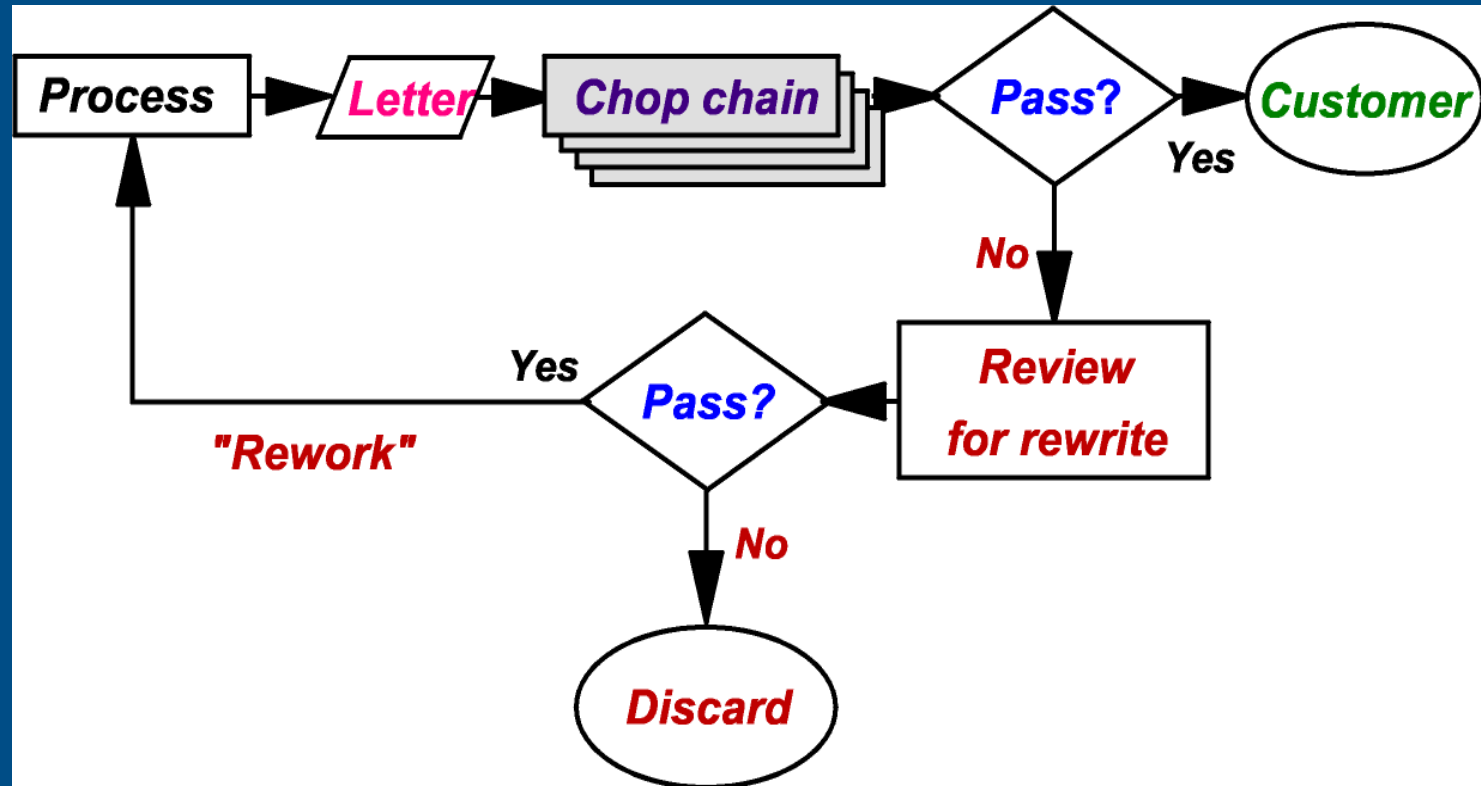 Process
Letter
Chop chain
Pass?
Customer
Yes
No
Review
for rewrite
Pass?
Yes
"Rework"
No
Discard